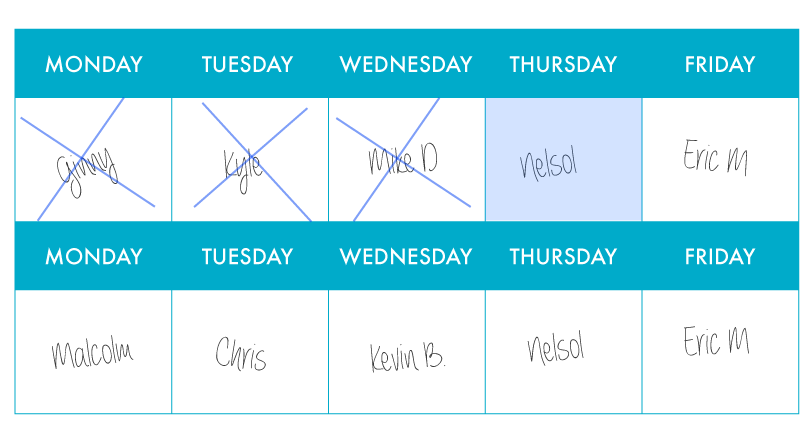 MONDAY TUESDAY WEDNESDAY THURSDAY FRIDAY
Ginny Kyle Mike D Nelsol Eric M
MONDAY TUESDAY WEDNESDAY THURSDAY FRIDAY
Malcolm Chris Kevin B. Nelsol Eric M